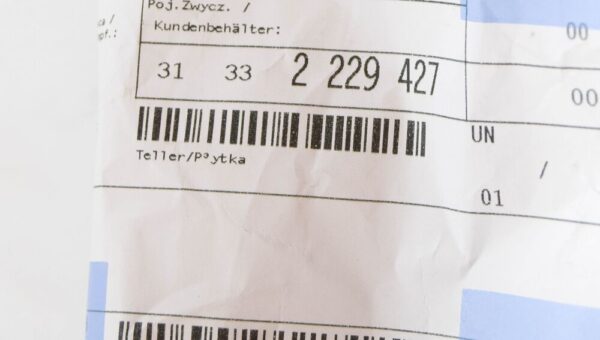 Poj.Zwycz. /
Kundenbehälter:
00
31 33 2 229 427
00
UN
Teller/P³ytka
/
01